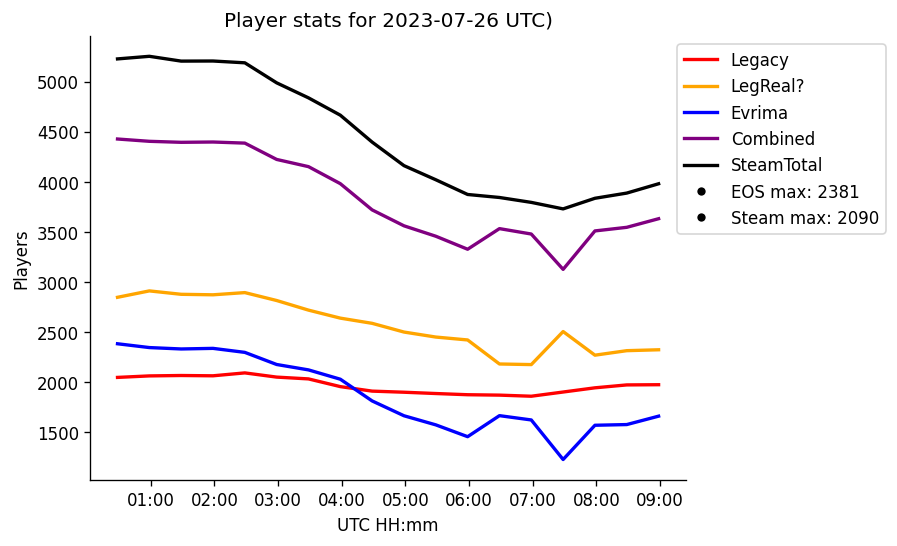 Player stats for 2023-07-26 UTC)
Legacy
LegReal?
Evrima
Combined
SteamTotal
EOS max: 2381
Steam max: 2090
Players
5000
4500
4000
3500
3000
2500
2000
1500
01:00 02:00 03:00 04:00 05:00 06:00 07:00 08:00 09:00
UTC HH:mm